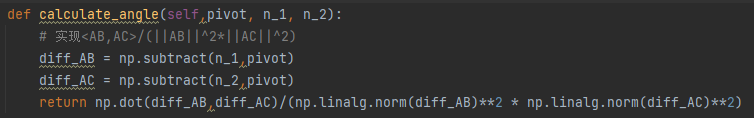 def calculate_angle(self,pivot, n_1, n_2):
# 实现<AB,AC>/(||AB||^2*||AC||^2)
diff_AB = np.subtract(n_1,pivot)
diff_AC = np.subtract(n_2,pivot)
return np.dot(diff_AB,diff_AC)/(np.linalg.norm(diff_AB)**2 * np.linalg.norm(diff_AC)**2)